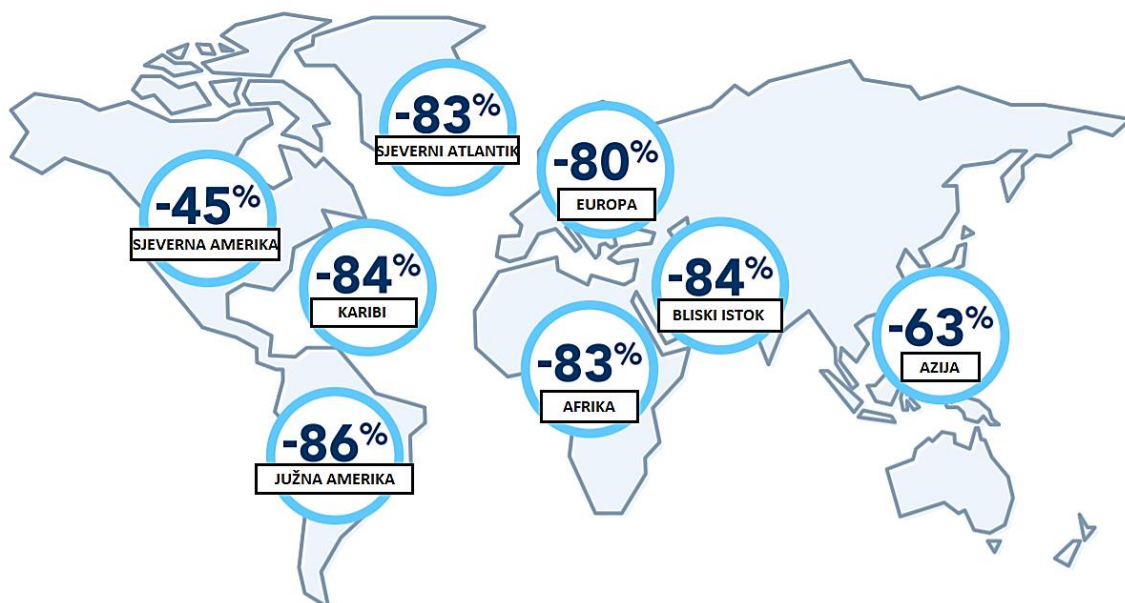 -83%
SJEVERNI ATLANTIK
-80%
EUROPA
-45%
SJEVERNA AMERIKA
-84%
KARIBI
-84%
BLISKI ISTOK
-63%
AZIJA
-83%
AFRIKA
-86%
JUŽNA AMERIKA